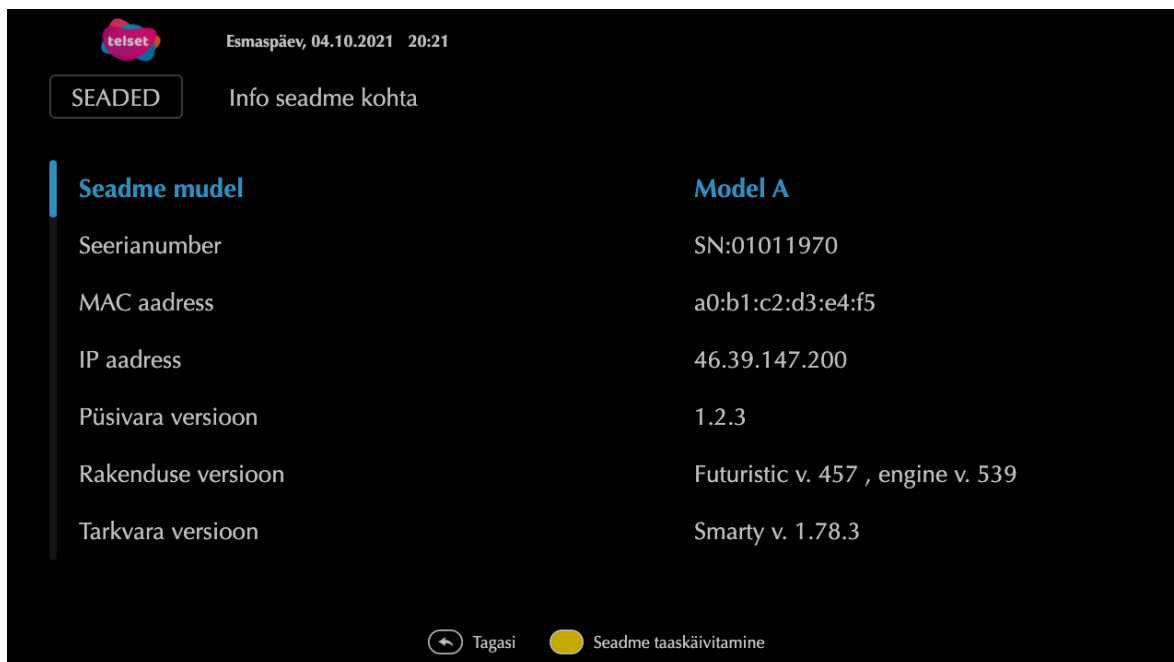 telset
Esmaspäev, 04.10.2021 20:21
SEADED Info seadme kohta
Seadme mudel Model A
Seerianumber SN:01011970
MAC aadress a0:b1:c2:d3:e4:f5
IP aadress 46.39.147.200
Püsivara versioon 1.2.3
Rakenduse versioon Futuristic v. 457 , engine v. 539
Tarkvara versioon Smarty v. 1.78.3
Tagasi Seadme taaskäivitamine